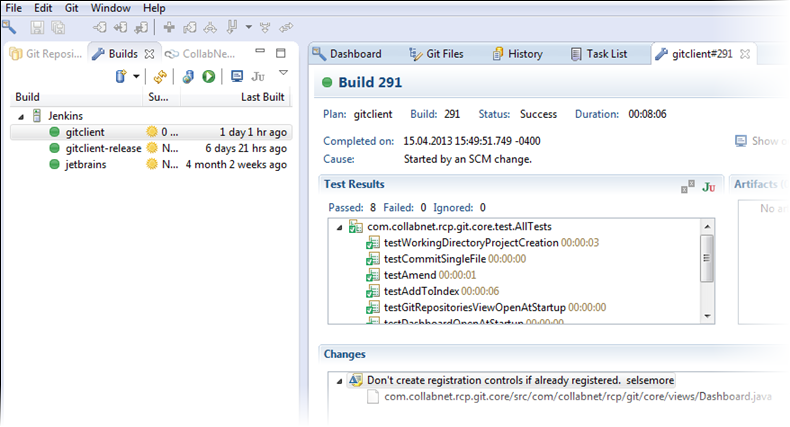 File Edit Git Window Help
Git Reposi... Builds CollabNe...
Build Su... Last Built
Jenkins
gitclient 0 ... 1 day 1 hr ago
gitclient-release N... 6 days 21 hrs ago
jetbrains N... 4 month 2 weeks ago
Dashboard Git Files History Task List gitclient#291
Build 291
Plan: gitclient Build: 291 Status: Success Duration: 00:08:06
Completed on: 15.04.2013 15:49:51.749 -0400 Show
Cause: Started by an SCM change.
Test Results Ju Artifacts
Passed: 8 Failed: 0 Ignored: 0
com.collabnet.rcp.git.core.test.AllTests
testWorkingDirectoryProjectCreation 00:00:03
testCommitSingleFile 00:00:00
testAmend 00:00:01
testAddToIndex 00:00:06
testGitRepositoriesViewOpenAtStartup 00:00:00
testDashboardOpenAtStartup 00:00:00
Changes
Don't create registration controls if already registered. selsemore
com.collabnet.rcp.git.core/src/com/collabnet/rcp/git/core/views/Dashboard.java